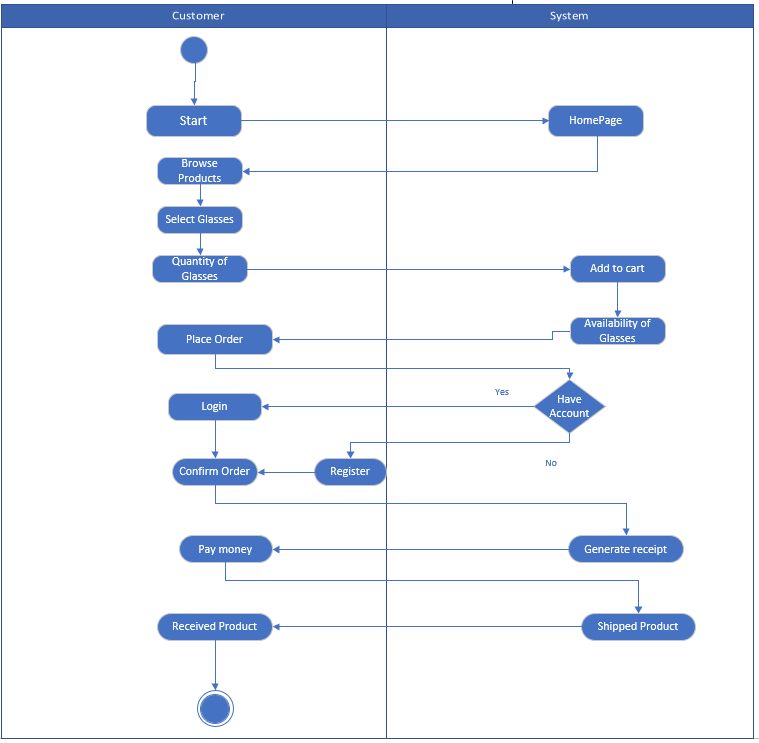 Customer
System
Start
HomePage
Browse
Products
Select Glasses
Quantity of
Glasses
Add to cart
Availability of
Glasses
Place Order
Yes
Have
Account
Login
No
Confirm Order
Register
Pay money
Generate receipt
Received Product
Shipped Product